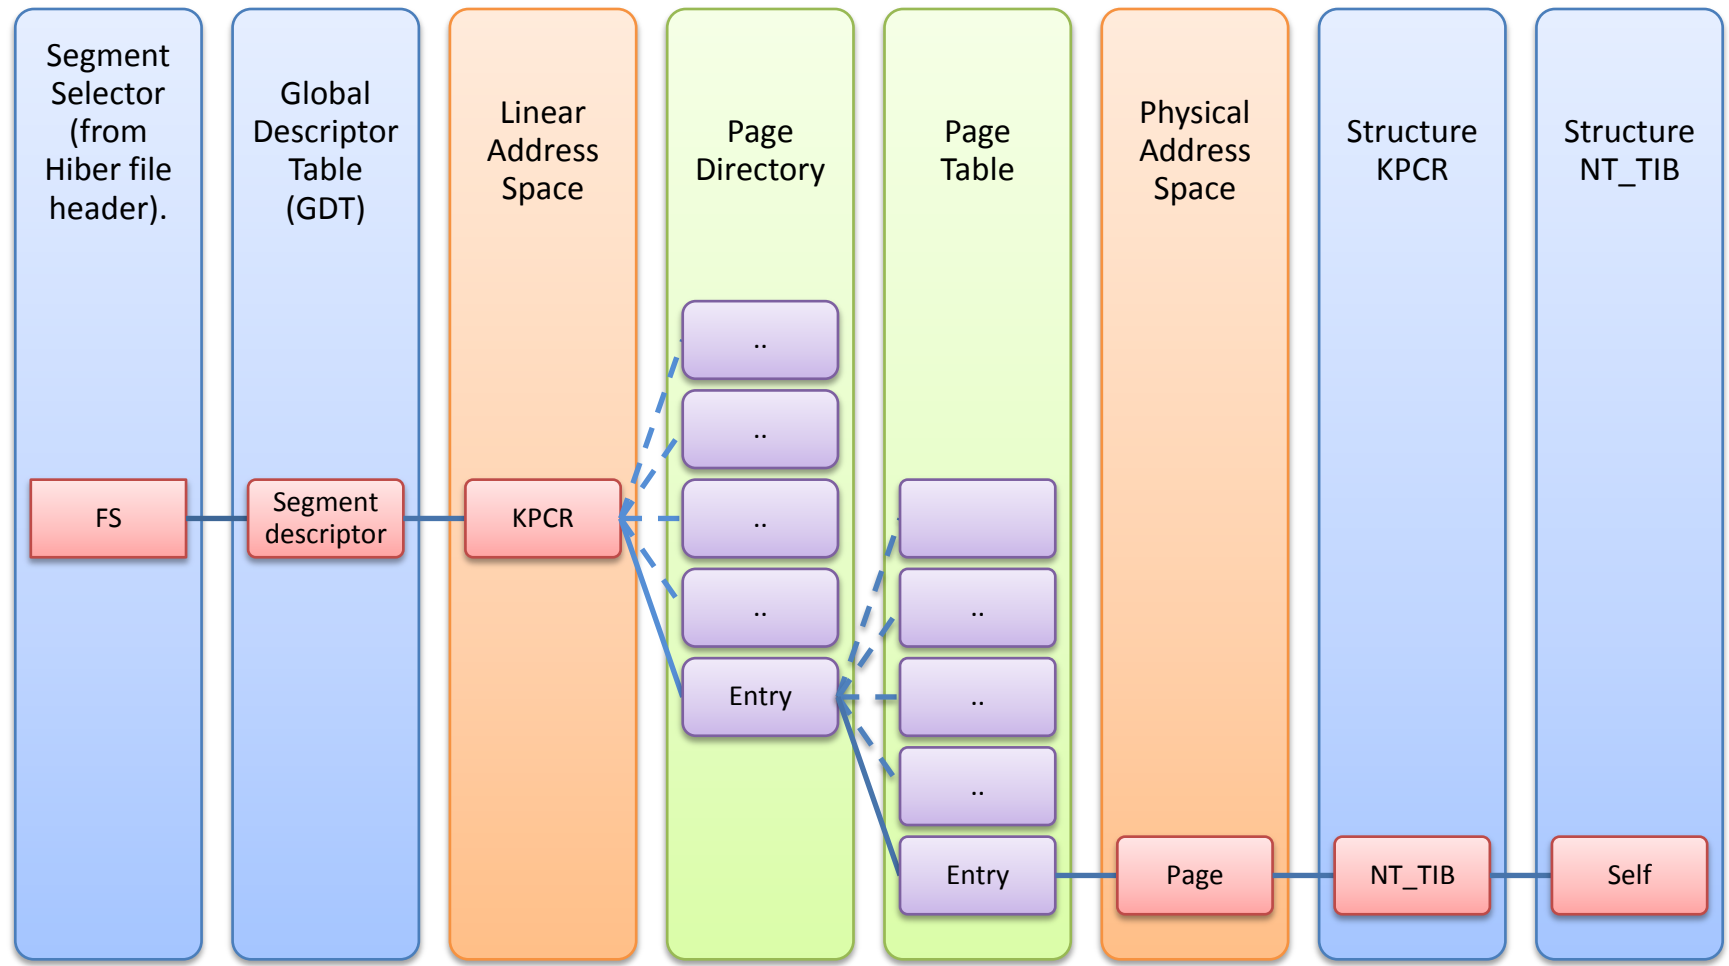 Segment
Selector
(from
Hiber file
header).
Global
Descriptor
Table
(GDT)
Linear
Address
Space
Page
Directory
Page
Table
Physical
Address
Space
Structure
KPCR
Structure
NT_TIB
FS
Segment
descriptor
KPCR
..
..
..
..
Entry
..
..
..
Entry
Page
NT_TIB
Self